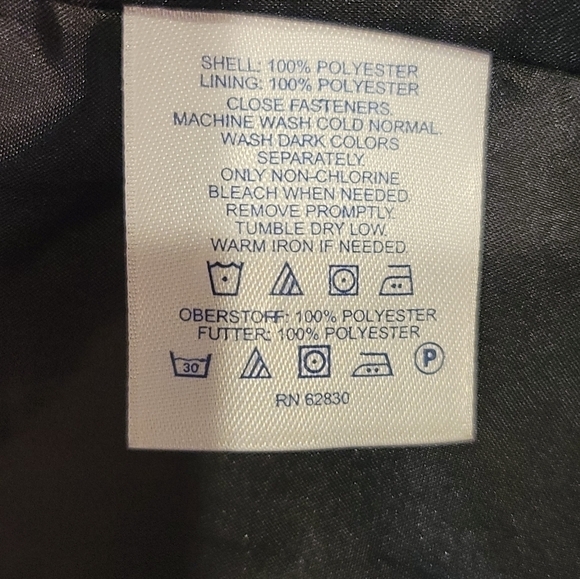 SHELL: 100% POLYESTER
LINING: 100% POLYESTER
CLOSE FASTENERS.
MACHINE WASH COLD NORMAL.
WASH DARK COLORS
SEPARATELY.
ONLY NON-CHLORINE
BLEACH WHEN NEEDED.
REMOVE PROMPTLY.
TUMBLE DRY LOW.
WARM IRON IF NEEDED
OBERSTOFF: 100% POLYESTER
FUTTER: 100% POLYESTER
30 P
RN 62830